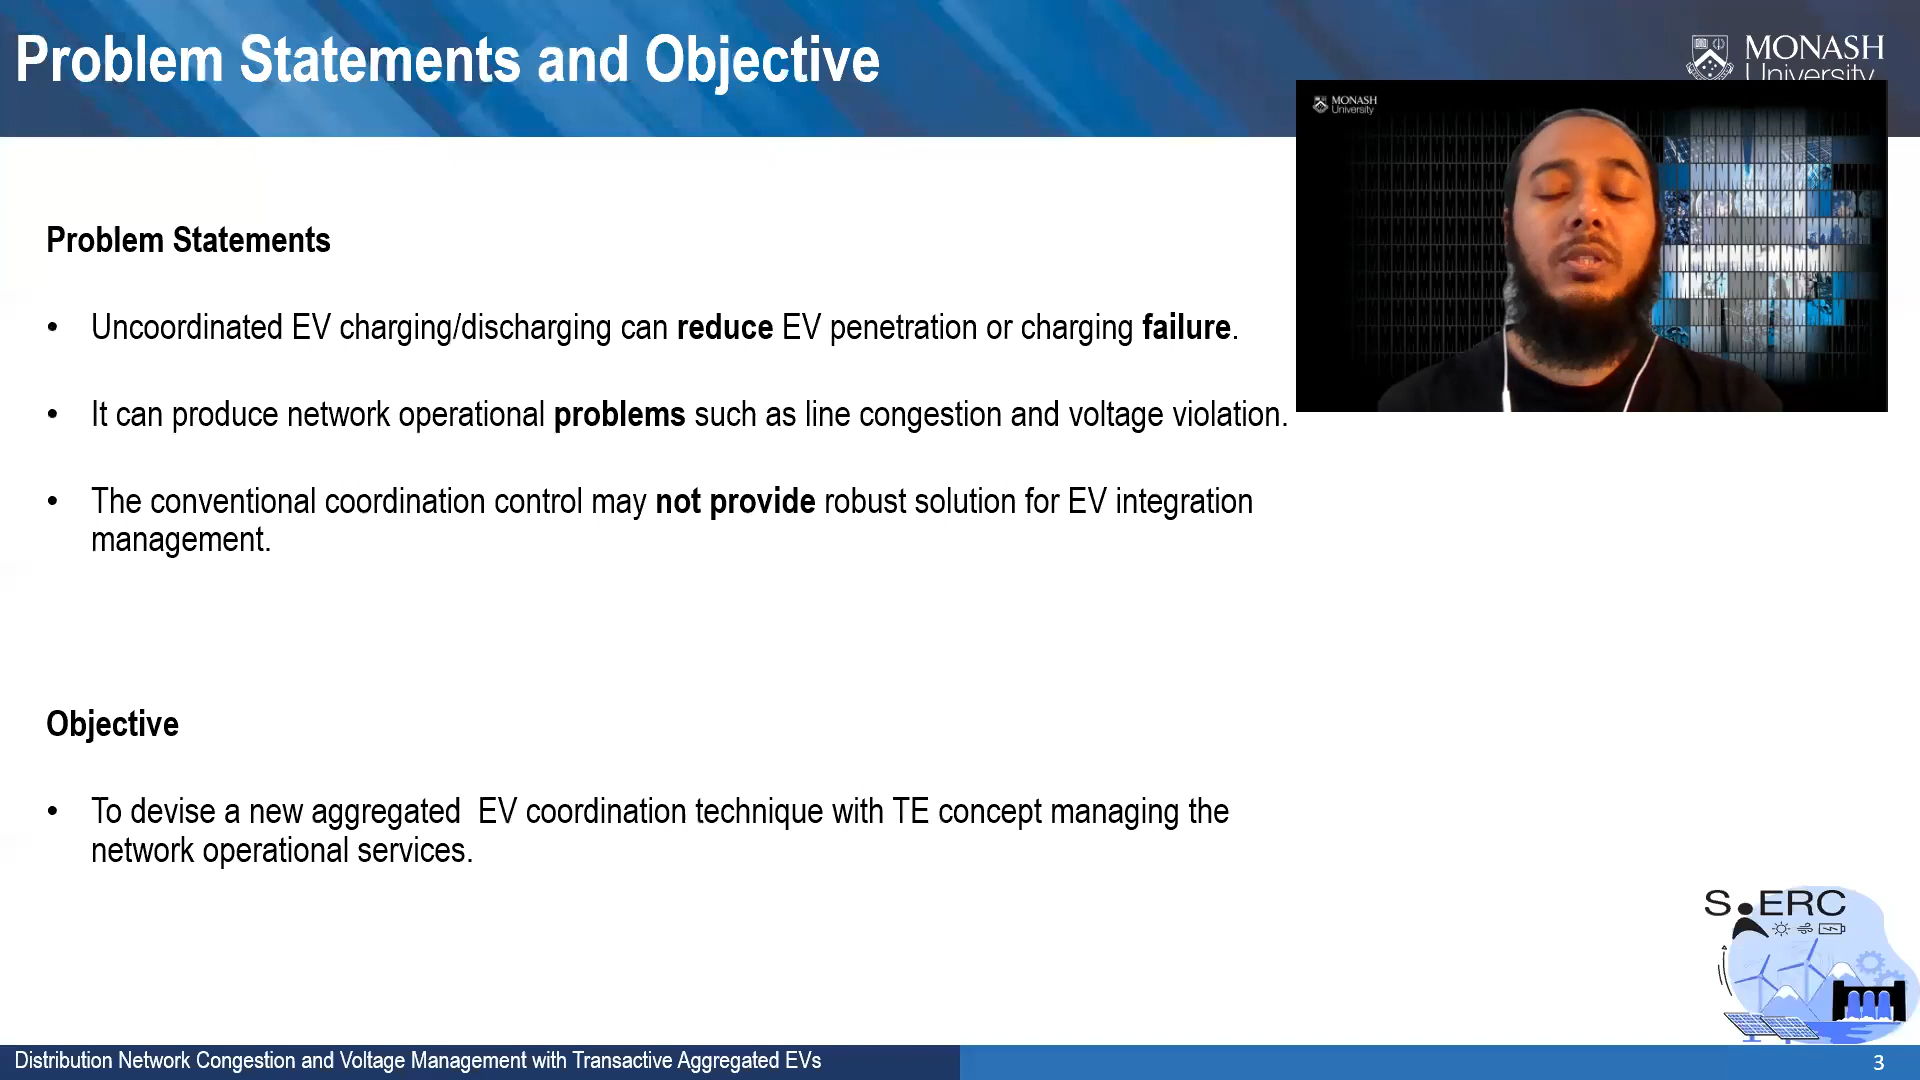 Problem Statements and Objective
MONASH
University
MONASH
University
Problem Statements
• Uncoordinated EV charging/discharging can reduce EV penetration or charging failure.
• It can produce network operational problems such as line congestion and voltage violation.
• The conventional coordination control may not provide robust solution for EV integration
management.
Objective
• To devise a new aggregated EV coordination technique with TE concept managing the
network operational services.
S ERC
Distribution Network Congestion and Voltage Management with Transactive Aggregated EVs
3